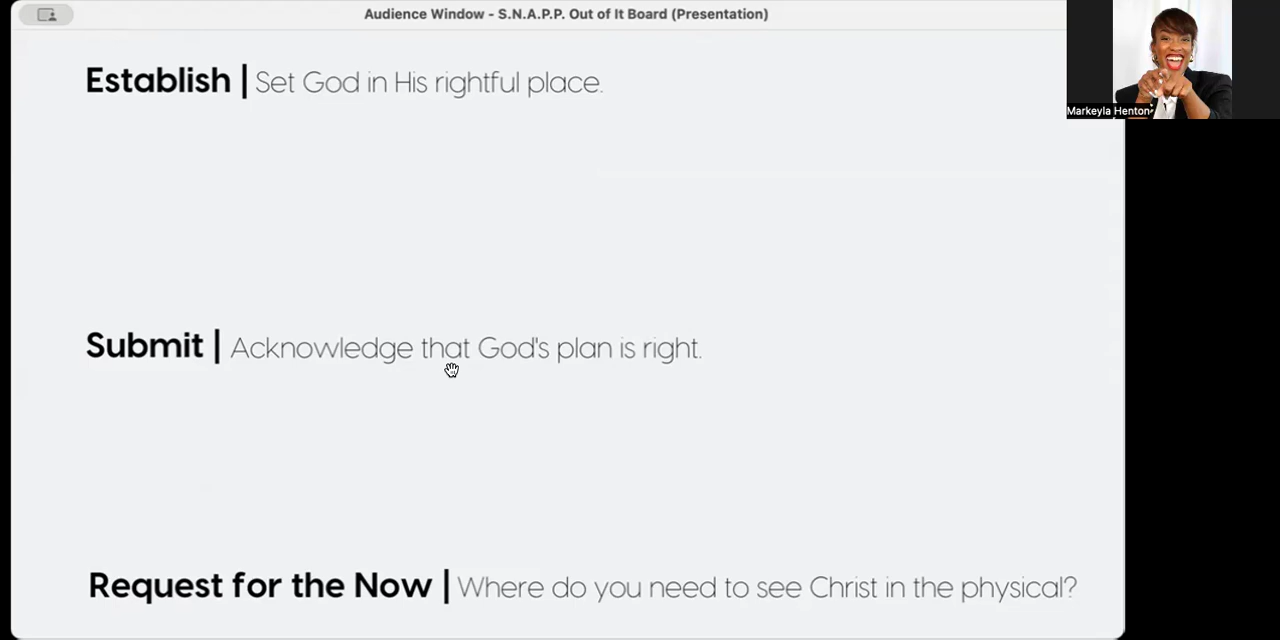 Audience Window - S.N.A.P.P. Out of It Board (Presentation)
Markeyla Henton
Establish | Set God in His rightful place.
Submit | Acknowledge that God's plan is right.
Request for the Now | Where do you need to see Christ in the physical?